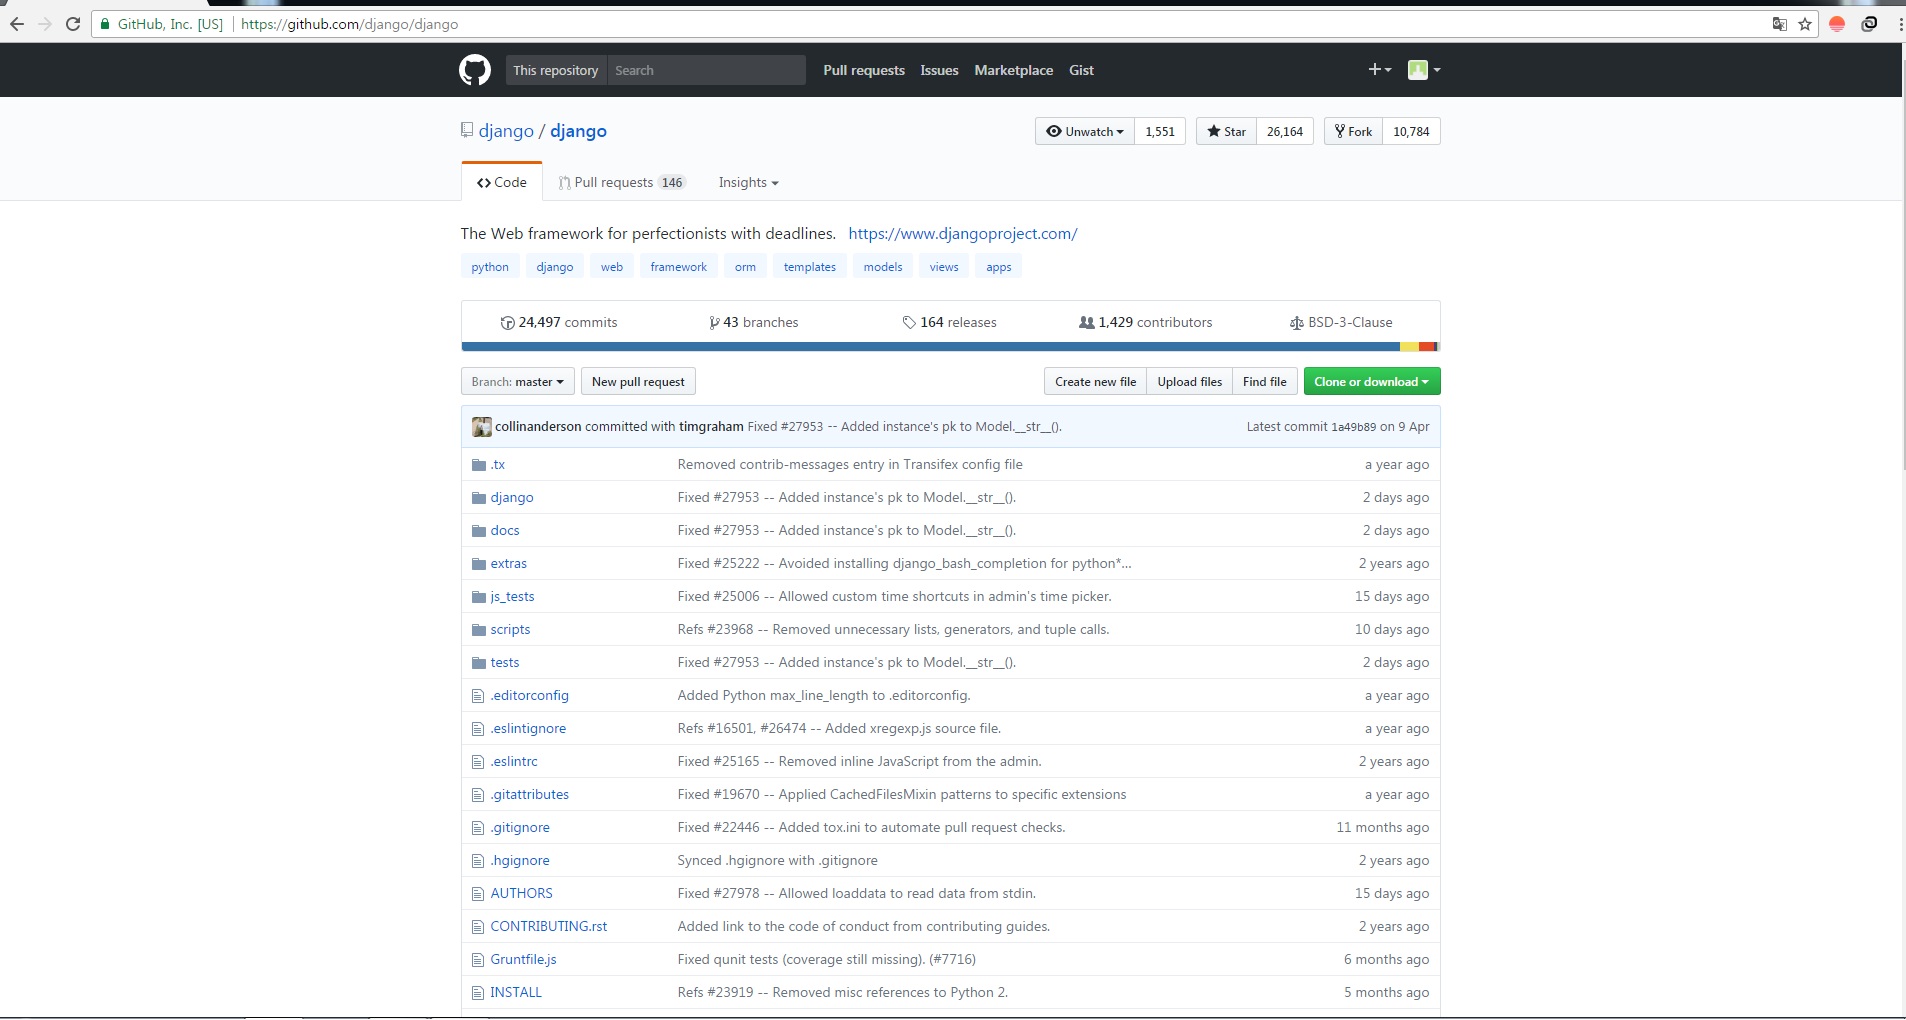 GitHub, Inc. [US] https://github.com/django/django
This repository Search Pull requests Issues Marketplace Gist
django / django Unwatch 1,551 Star 26,164 Fork 10,784
Code Pull requests 146 Insights
The Web framework for perfectionists with deadlines. https://www.djangoproject.com/
python django web framework orm templates models views apps
24,497 commits 43 branches 164 releases 1,429 contributors BSD-3-Clause
Branch: master New pull request Create new file Upload files Find file Clone or download
collinanderson committed with timgraham Fixed #27953 -- Added instance's pk to Model.__str__(). Latest commit 1a49b89 on 9 Apr
.tx Removed contrib-messages entry in Transifex config file a year ago
django Fixed #27953 -- Added instance's pk to Model.__str__(). 2 days ago
docs Fixed #27953 -- Added instance's pk to Model.__str__(). 2 days ago
extras Fixed #25222 -- Avoided installing django_bash_completion for python*... 2 years ago
js_tests Fixed #25006 -- Allowed custom time shortcuts in admin's time picker. 15 days ago
scripts Refs #23968 -- Removed unnecessary lists, generators, and tuple calls. 10 days ago
tests Fixed #27953 -- Added instance's pk to Model.__str__(). 2 days ago
.editorconfig Added Python max_line_length to .editorconfig. a year ago
.eslintignore Refs #16501, #26474 -- Added xregexp.js source file. a year ago
.eslintrc Fixed #25165 -- Removed inline JavaScript from the admin. 2 years ago
.gitattributes Fixed #19670 -- Applied CachedFilesMixin patterns to specific extensions a year ago
.gitignore Fixed #22446 -- Added tox.ini to automate pull request checks. 11 months ago
.hgignore Synced .hgignore with .gitignore 2 years ago
AUTHORS Fixed #27978 -- Allowed loaddata to read data from stdin. 15 days ago
CONTRIBUTING.rst Added link to the code of conduct from contributing guides. 2 years ago
Gruntfile.js Fixed qunit tests (coverage still missing). (#7716) 6 months ago
INSTALL Refs #23919 -- Removed misc references to Python 2. 5 months ago